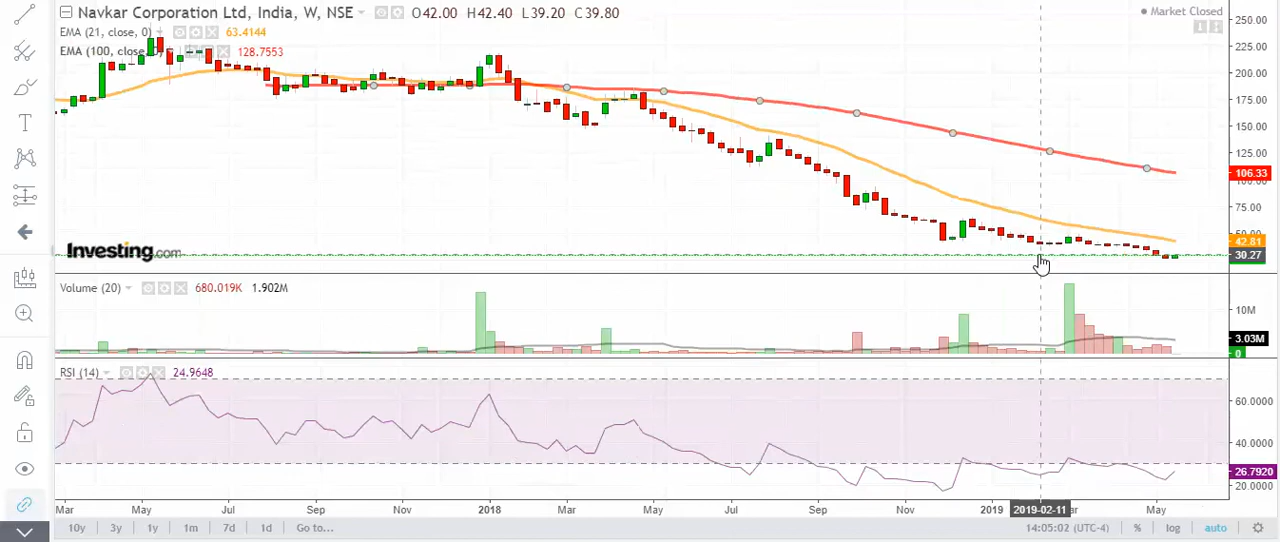 Navkar Corporation Ltd, India, W, NSE O42.00 H42.40 L39.20 C39.80
Market Closed
EMA (21, close, 0) 63.4144
EMA (100, close, 128.7553
250.00
225.00
200.00
175.00
150.00
125.00
106.33
100.00
75.00
50.00
42.81
30.27
Investing.com
Volume (20) 680.019K 1.902M
10M
3.03M
0
RSI (14) 24.9648
60.0000
40.0000
26.7920
20.0000
Mar May Jul Sep Nov 2018 Mar May Jul Sep Nov 2019 2019-02-11 May
10y 3y 1y 1m 7d 1d Go to... 14:05:02 (UTC-4) % log auto